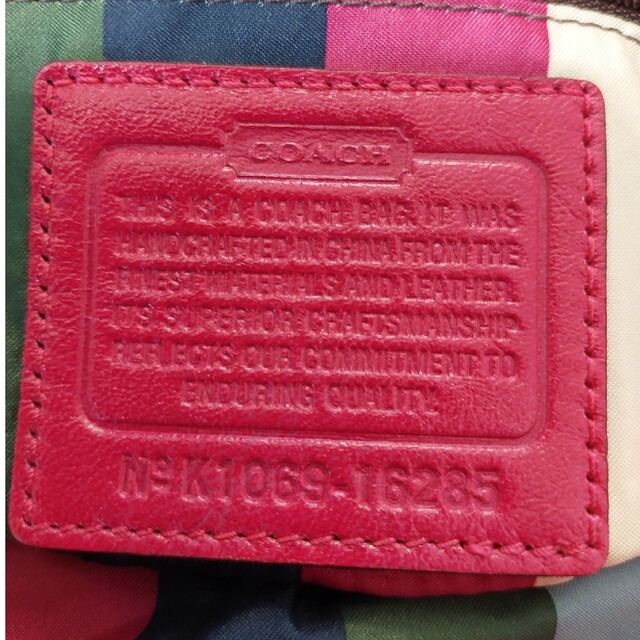 COACH
THIS IS A COACH BAG. IT WAS
HANDCRAFTED IN CHINA FROM THE
FINEST MATERIALS AND LEATHER.
ITS SUPERIOR CRAFTSMANSHIP
REFLECTS OUR COMMITMENT TO
ENDURING QUALITY.
Nº K1069-16285